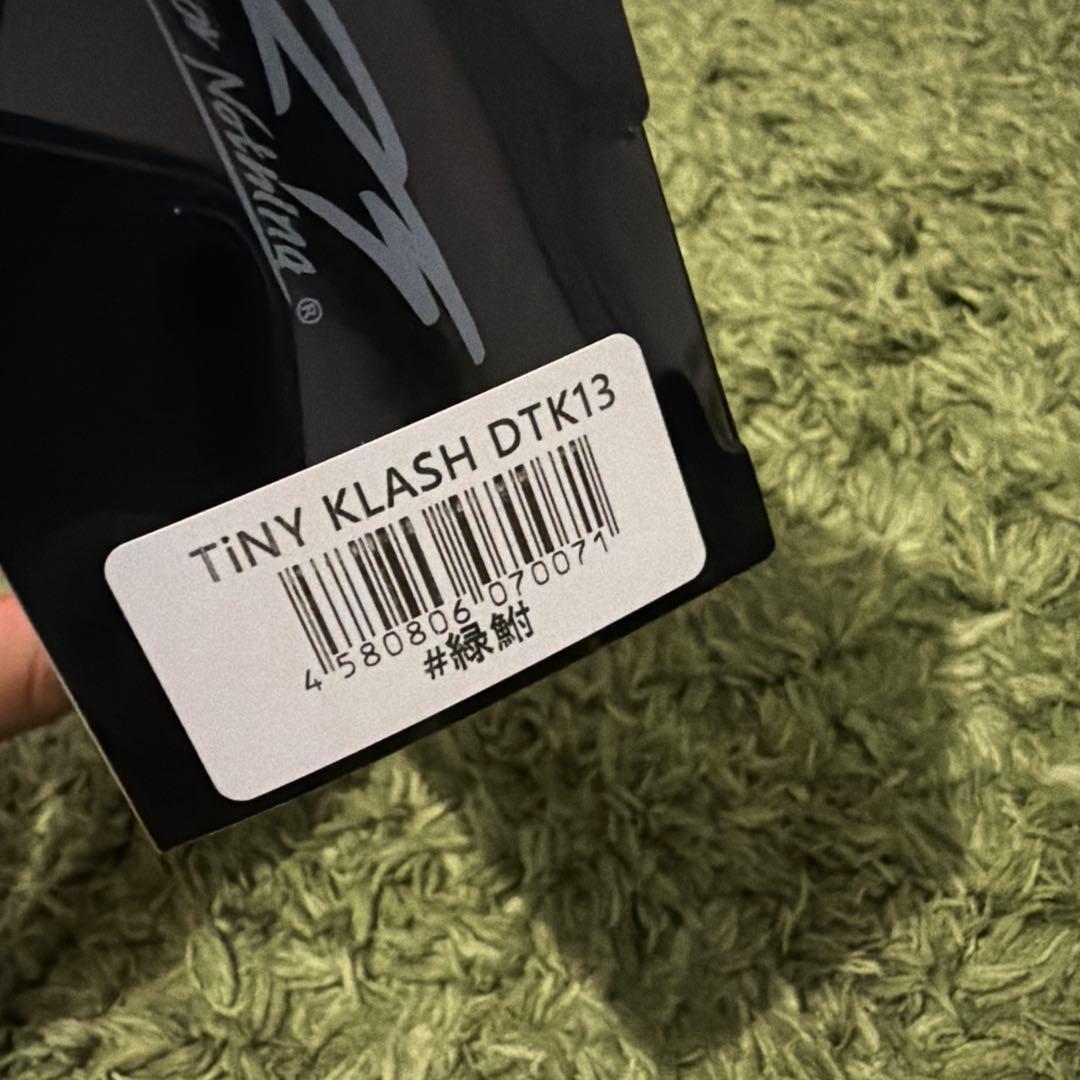 Nothing®
TiNY KLASH DTK13
4 580806 070071
#緑鮒